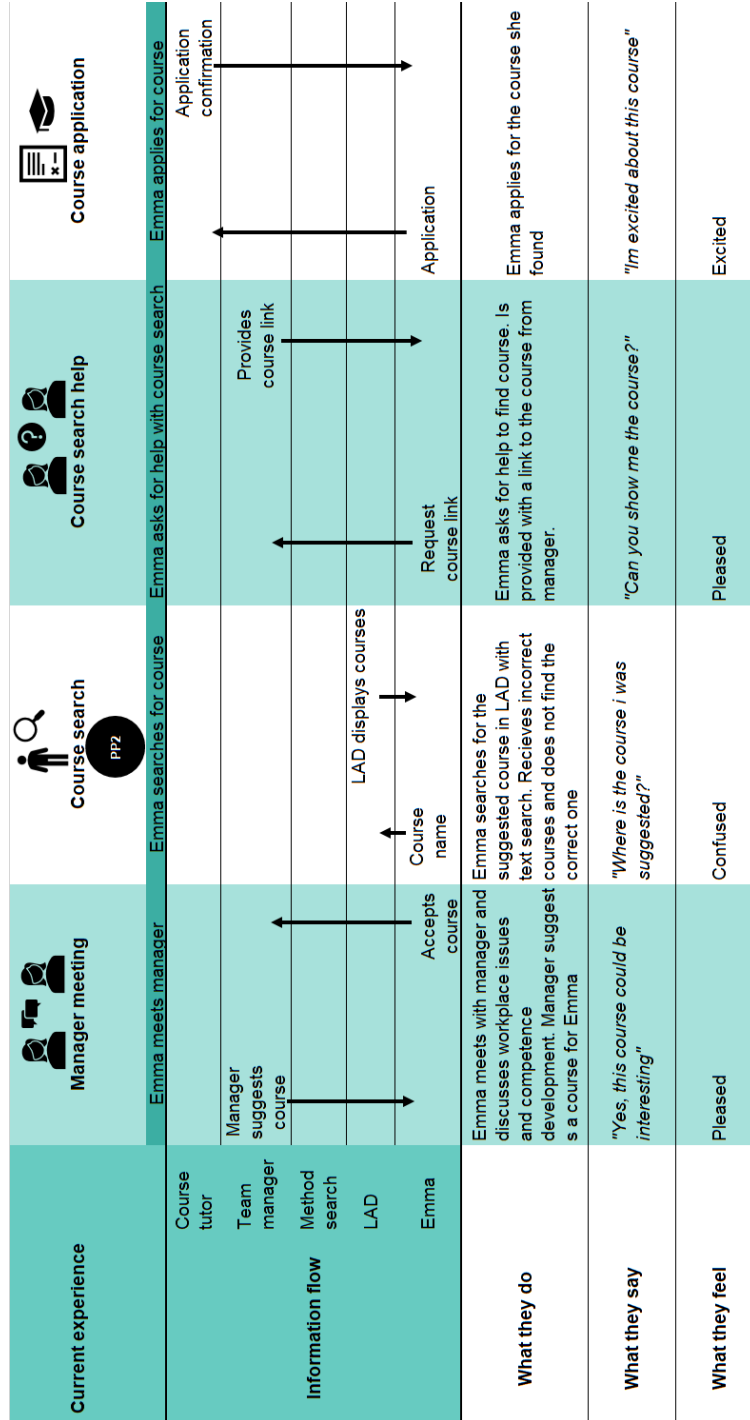 Current experience
Manager meeting
Course search
PP2
Course search help
?
Course application
Emma meets manager
Emma searches for course
Emma asks for help with course search
Emma applies for course
Information flow
Course
tutor
Team
manager
Method
search
LAD
Emma
Manager
suggests
course
Accepts
course
Course
name
LAD displays courses
Request
course link
Provides
course link
Application
Application
confirmation
What they do
Emma meets with manager and
discusses workplace issues
and competence
development. Manager suggest
s a course for Emma
Emma searches for the
suggested course in LAD with
text search. Recieves incorrect
courses and does not find the
correct one
Emma asks for help to find course. Is
provided with a link to the course from
manager.
Emma applies for the course she
found
What they say
"Yes, this course could be
interesting"
"Where is the course i was
suggested?"
"Can you show me the course?"
"Im excited about this course"
What they feel
Pleased
Confused
Pleased
Excited